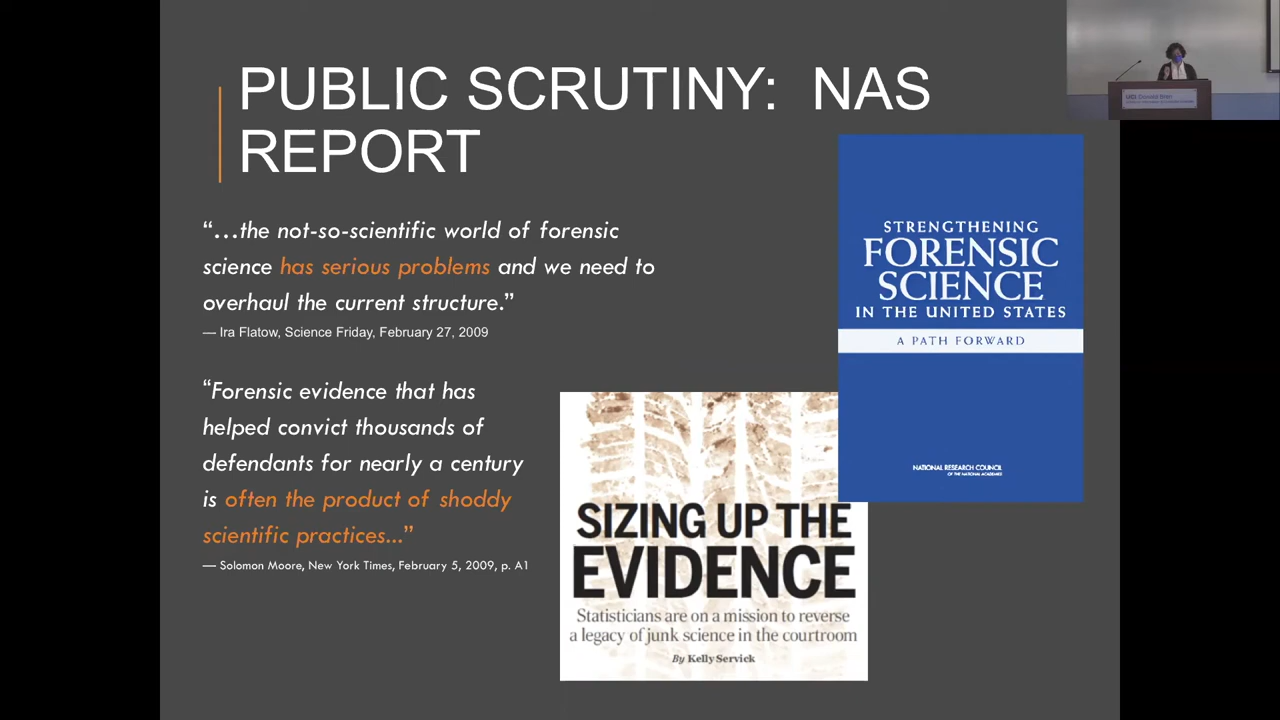 PUBLIC SCRUTINY: NAS
REPORT
“…the not-so-scientific world of forensic
science has serious problems and we need to
overhaul the current structure.”
— Ira Flatow, Science Friday, February 27, 2009
“Forensic evidence that has
helped convict thousands of
defendants for nearly a century
is often the product of shoddy
scientific practices...”
— Solomon Moore, New York Times, February 5, 2009, p. A1
SIZING UP THE
EVIDENCE
Statisticians are on a mission to reverse
a legacy of junk science in the courtroom
By Kelly Servick
STRENGTHENING
FORENSIC
SCIENCE
IN THE UNITED STATES
A PATH FORWARD
NATIONAL RESEARCH COUNCIL
OF THE NATIONAL ACADEMIES
UCI Donald Bren